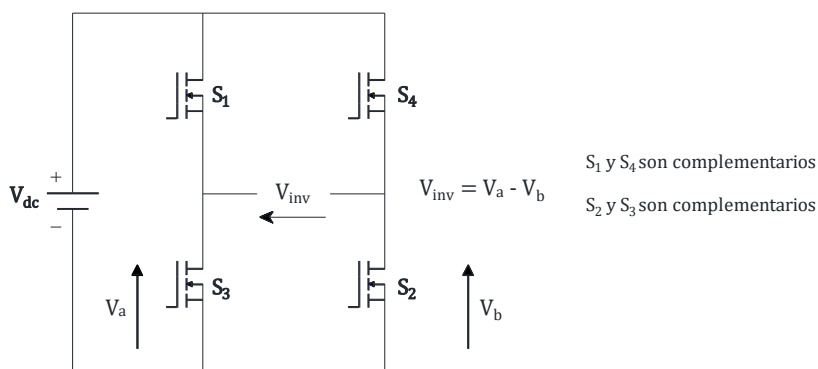 S1
S4
S1 y S4 son complementarios
+
Vdc
Vinv
Vinv = Va - Vb
S2 y S3 son complementarios
−
S3
S2
Va
Vb